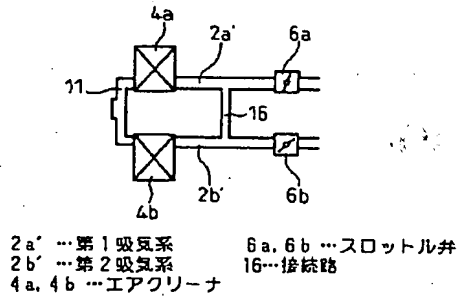 4a
2a′
6a
11
16
4b
2b′
6b
2a′ …第1吸気系
6a, 6b …スロットル弁
2b′ …第2吸気系
16…接続路
4a, 4b …エアクリーナ